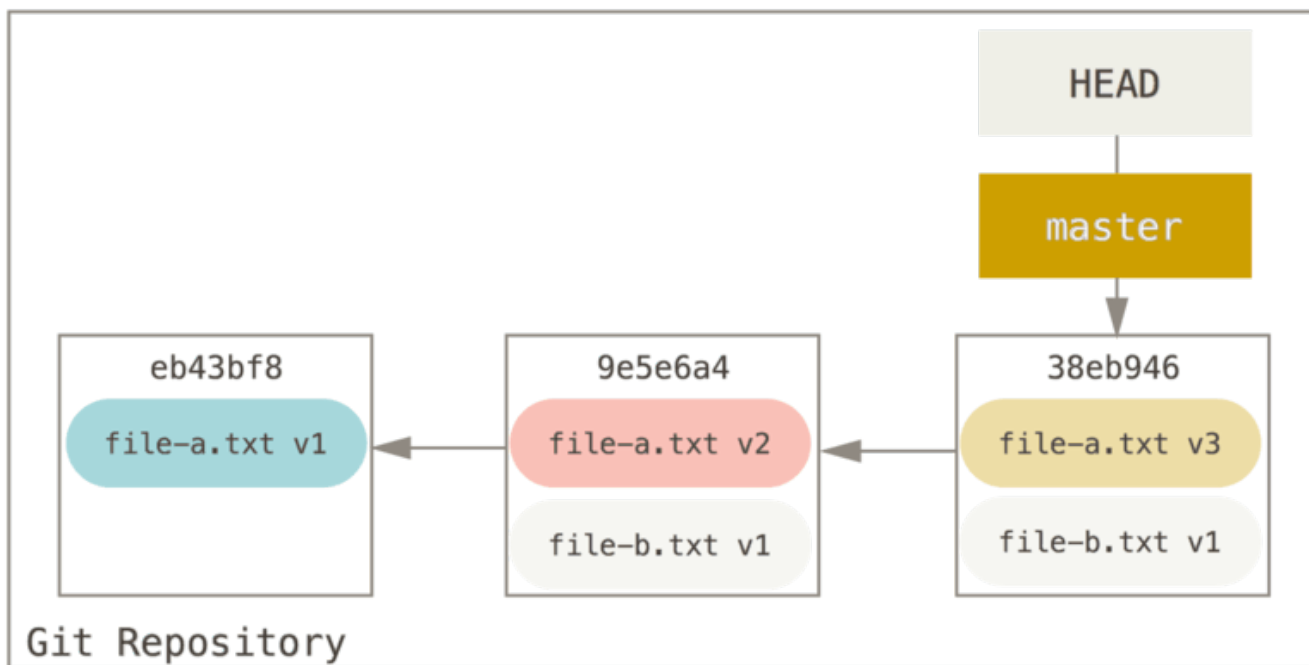 HEAD
master
eb43bf8
file-a.txt v1
9e5e6a4
file-a.txt v2
file-b.txt v1
38eb946
file-a.txt v3
file-b.txt v1
Git Repository